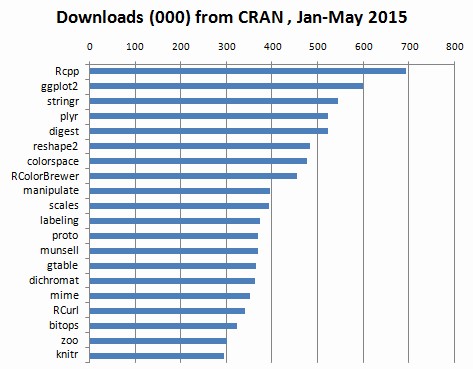 Downloads (000) from CRAN , Jan-May 2015
0 100 200 300 400 500 600 700 800
Rcpp
ggplot2
stringr
plyr
digest
reshape2
colorspace
RColorBrewer
manipulate
scales
labeling
proto
munsell
gtable
dichromat
mime
RCurl
bitops
zoo
knitr